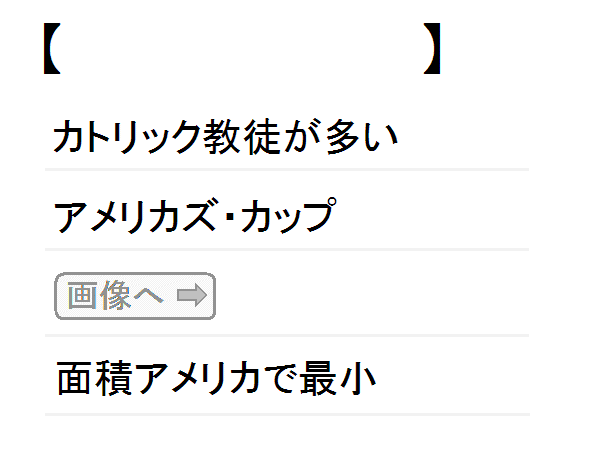 【　　　　　　　　　】
カトリック教徒が多い
アメリカズ・カップ
画像へ ⇨
面積アメリカで最小